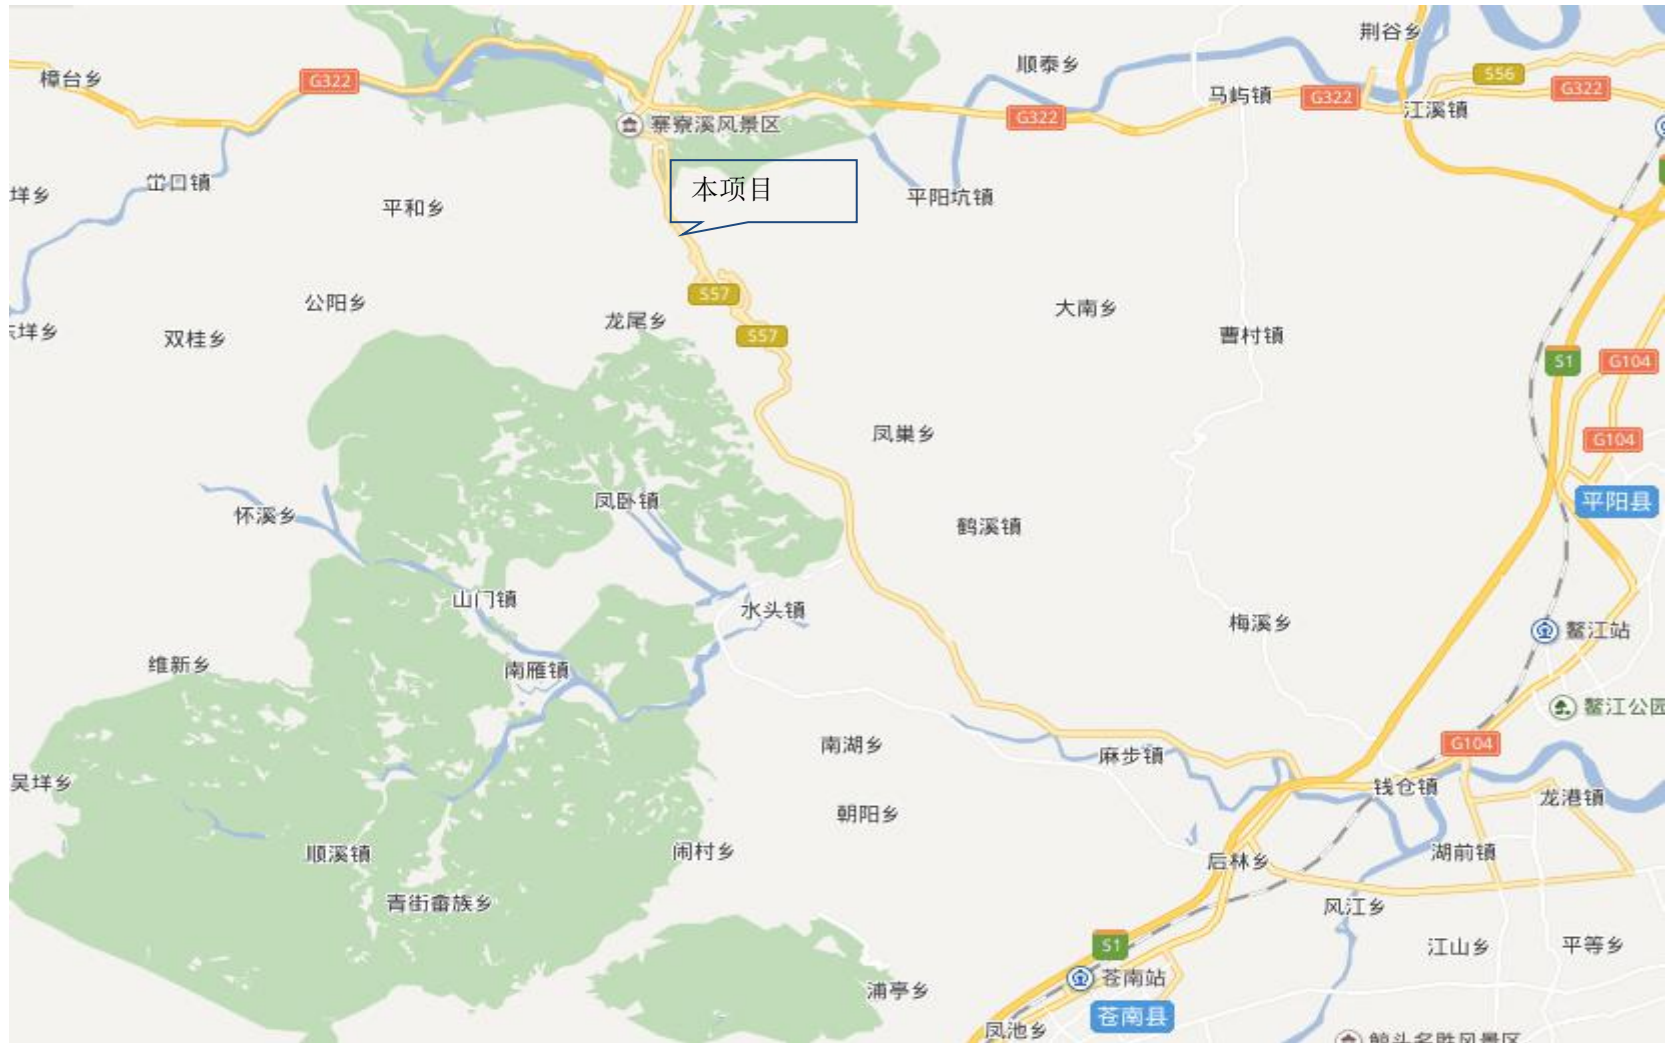 荆谷乡
顺泰乡
樟台乡
G322
S56
G322
马屿镇
G322
江溪镇
G322
寨寮溪风景区
岱口镇
本项目
平阳坑镇
垟乡
平和乡
公阳乡
S57
大南乡
龙尾乡
垟乡
双桂乡
S57
曹村镇
S1
G104
凤巢乡
G104
凤卧镇
平阳县
怀溪乡
鹤溪镇
山门镇
水头镇
梅溪乡
鳌江站
维新乡
南雁镇
鳌江公园
南湖乡
麻步镇
G104
吴垟乡
钱仓镇
龙港镇
朝阳乡
顺溪镇
闹村乡
后林乡
湖前镇
青街畲族乡
风江乡
S1
江山乡
平等乡
苍南站
浦亭乡
苍南县
凤池乡